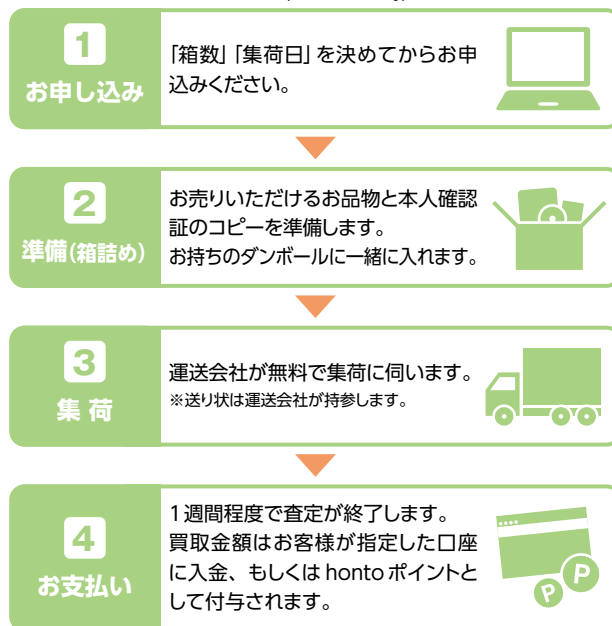 1
お申し込み
「箱数」「集荷日」を決めてからお申
込みください。
2
準備(箱詰め)
お売りいただけるお品物と本人確認
証のコピーを準備します。
お持ちのダンボールに一緒に入れます。
3
集 荷
運送会社が無料で集荷に伺います。
※送り状は運送会社が持参します。
4
お支払い
1週間程度で査定が終了します。
買取金額はお客様が指定した口座
に入金、もしくは honto ポイントと
して付与されます。
P
P